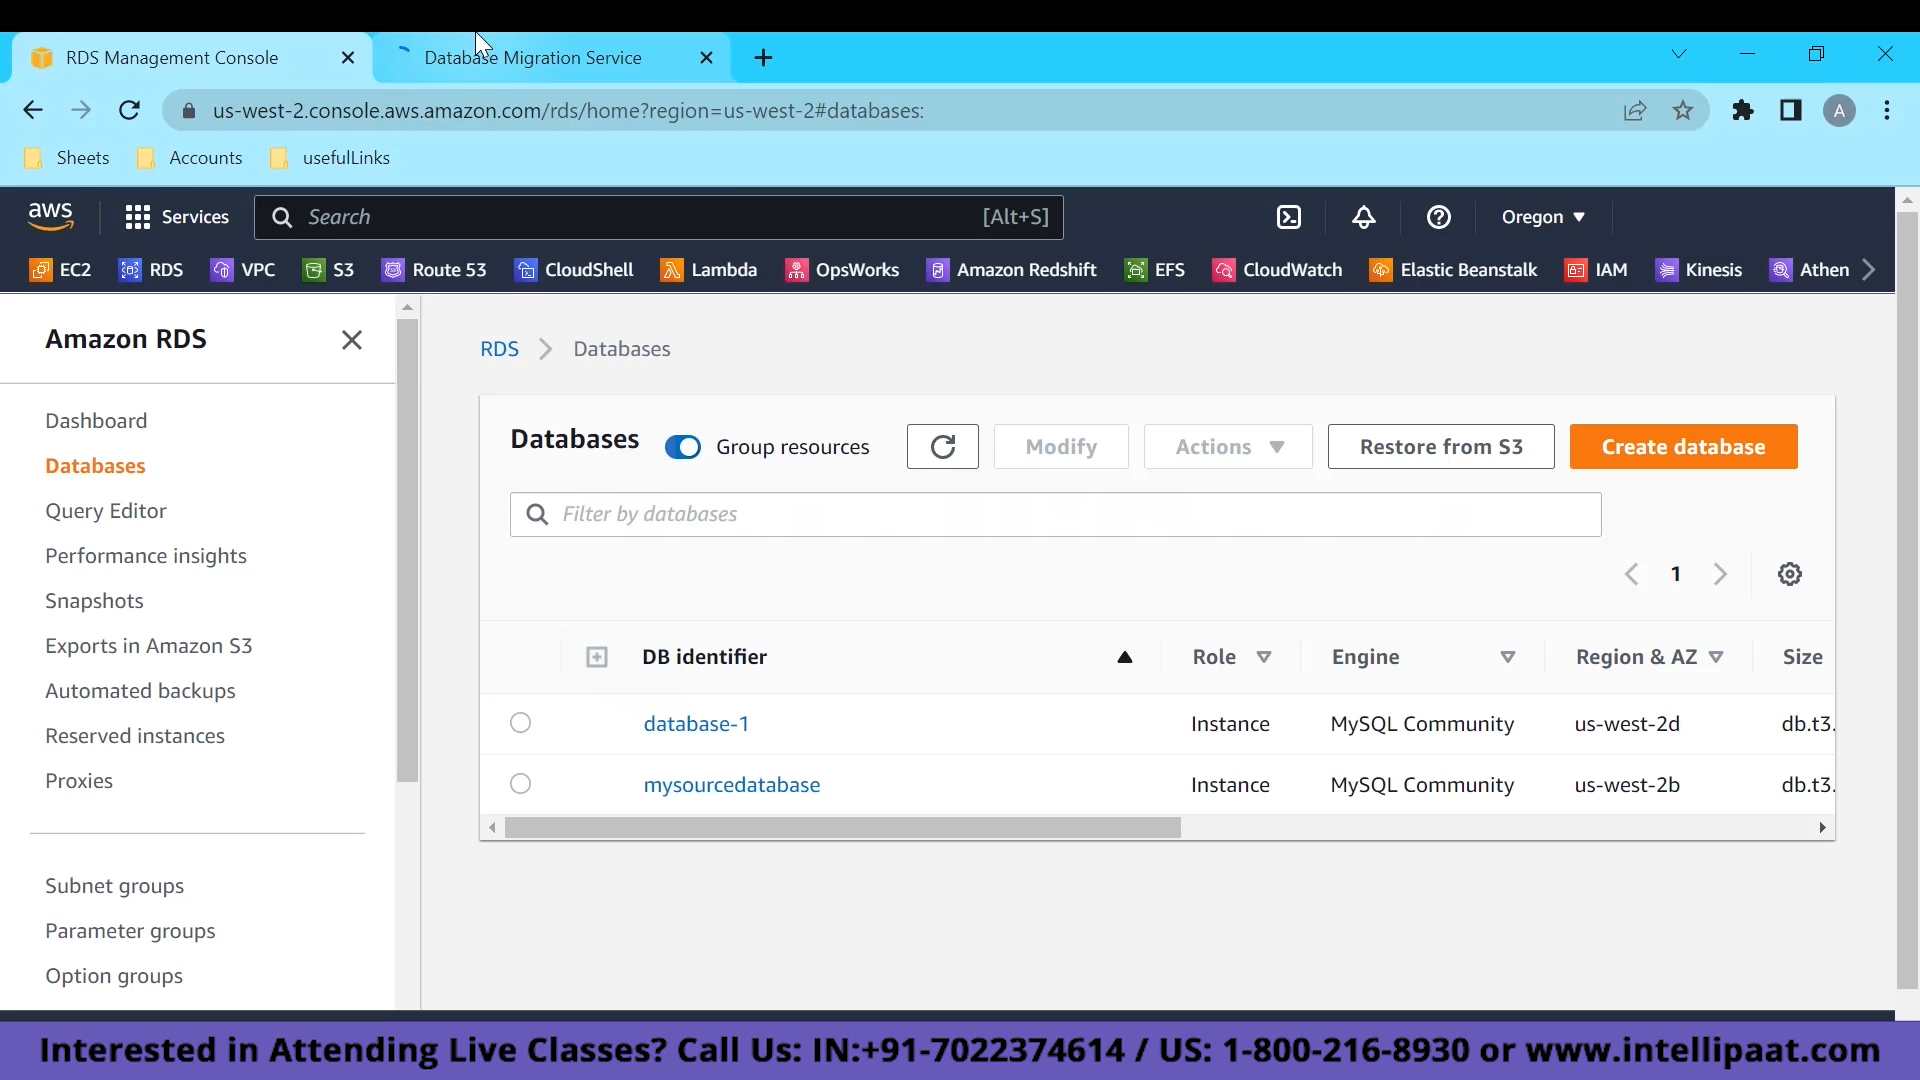 RDS Management Console
Database Migration Service
us-west-2.console.aws.amazon.com/rds/home?region=us-west-2#databases:
A
Sheets Accounts usefulLinks
aws Services Search [Alt+S] Oregon
EC2 RDS VPC S3 Route 53 CloudShell Lambda OpsWorks Amazon Redshift EFS CloudWatch Elastic Beanstalk IAM Kinesis Athen
Amazon RDS
Dashboard
Databases
Query Editor
Performance insights
Snapshots
Exports in Amazon S3
Automated backups
Reserved instances
Proxies
Subnet groups
Parameter groups
Option groups
RDS Databases
Databases Group resources Modify Actions Restore from S3 Create database
Filter by databases
1
DB identifier Role Engine Region & AZ Size
database-1 Instance MySQL Community us-west-2d db.t3.
mysourcedatabase Instance MySQL Community us-west-2b db.t3.
Interested in Attending Live Classes? Call Us: IN:+91-7022374614 / US: 1-800-216-8930 or www.intellipaat.com